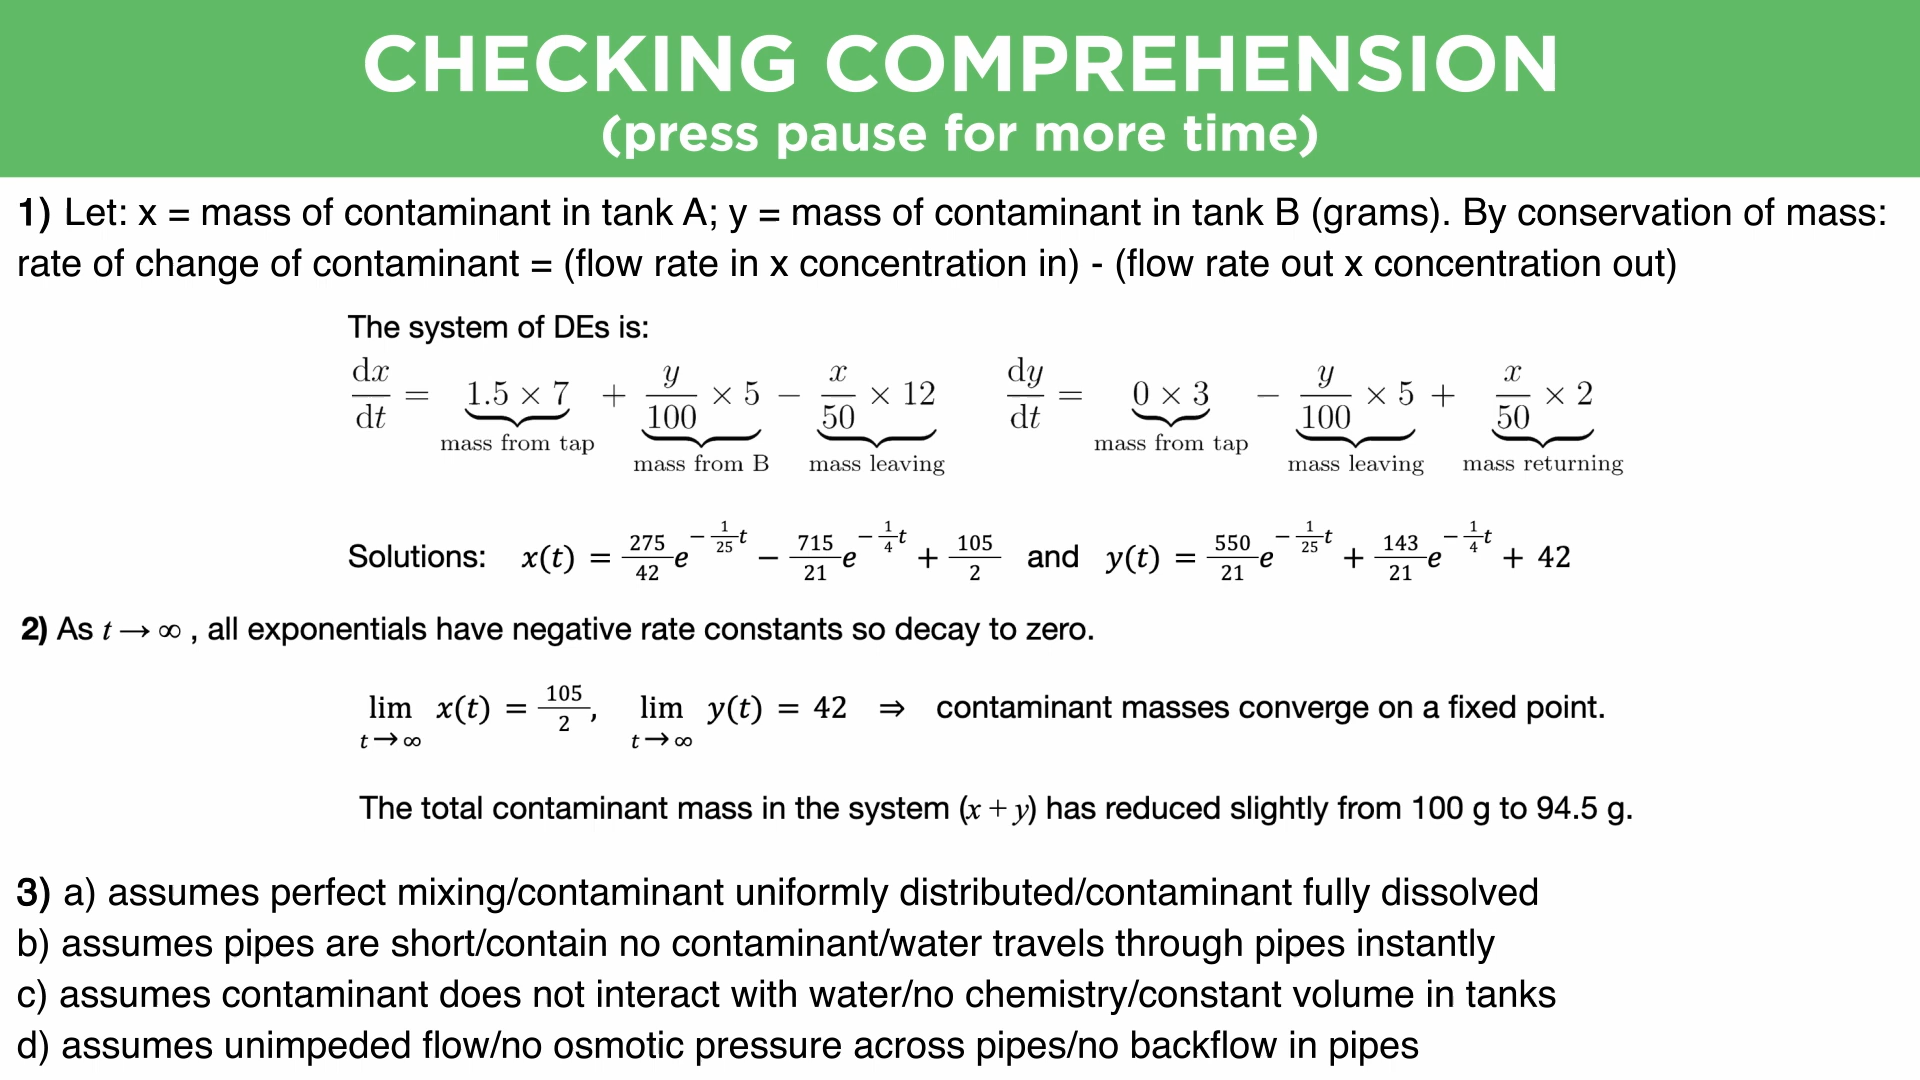 CHECKING COMPREHENSION
(press pause for more time)
1) Let: x = mass of contaminant in tank A; y = mass of contaminant in tank B (grams). By conservation of mass:
rate of change of contaminant = (flow rate in x concentration in) - (flow rate out x concentration out)
The system of DEs is:
dx/dt = 1.5 × 7 + y/100 × 5 − x/50 × 12    dy/dt = 0 × 3 − y/100 × 5 + x/50 × 2
mass from tap    mass from B    mass leaving    mass from tap    mass leaving    mass returning
Solutions: x(t) = 275/42 e^(−1/25 t) − 715/21 e^(−1/4 t) + 105/2 and y(t) = 550/21 e^(−1/25 t) + 143/21 e^(−1/4 t) + 42
2) As t → ∞ , all exponentials have negative rate constants so decay to zero.
lim t→∞ x(t) = 105/2, lim t→∞ y(t) = 42 ⇒ contaminant masses converge on a fixed point.
The total contaminant mass in the system (x + y) has reduced slightly from 100 g to 94.5 g.
3) a) assumes perfect mixing/contaminant uniformly distributed/contaminant fully dissolved
b) assumes pipes are short/contain no contaminant/water travels through pipes instantly
c) assumes contaminant does not interact with water/no chemistry/constant volume in tanks
d) assumes unimpeded flow/no osmotic pressure across pipes/no backflow in pipes